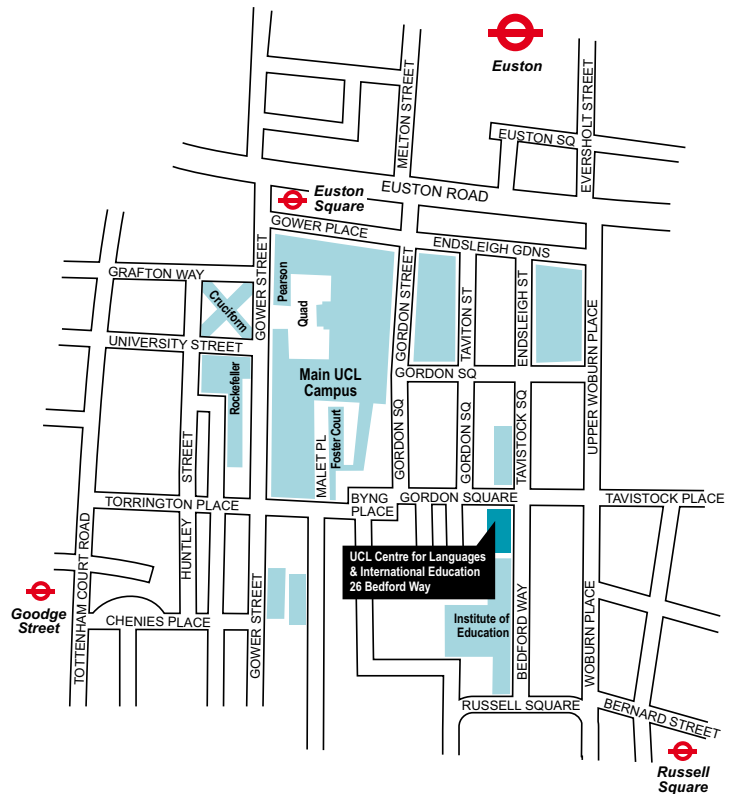 Euston
MELTON STREET
EVERSHOLT STREET
EUSTON SQ
EUSTON ROAD
Euston
Square
GOWER PLACE
ENDSLEIGH GDNS
GRAFTON WAY
GOWER STREET
Pearson
Quad
Cruciform
GORDON STREET
TAVITON ST
ENDSLEIGH ST
UPPER WOBURN PLACE
UNIVERSITY STREET
Rockefeller
Main UCL
Campus
GORDON SQ
MALET PL
Foster Court
GORDON SQ
GORDON SQ
TAVISTOCK SQ
HUNTLEY STREET
TORRINGTON PLACE
BYNG
PLACE
GORDON SQUARE
TAVISTOCK PLACE
TOTTENHAM COURT ROAD
UCL Centre for Languages
& International Education
26 Bedford Way
Goodge
Street
CHENIES PLACE
GOWER STREET
Institute of
Education
BEDFORD WAY
WOBURN PLACE
RUSSELL SQUARE
BERNARD STREET
Russell
Square